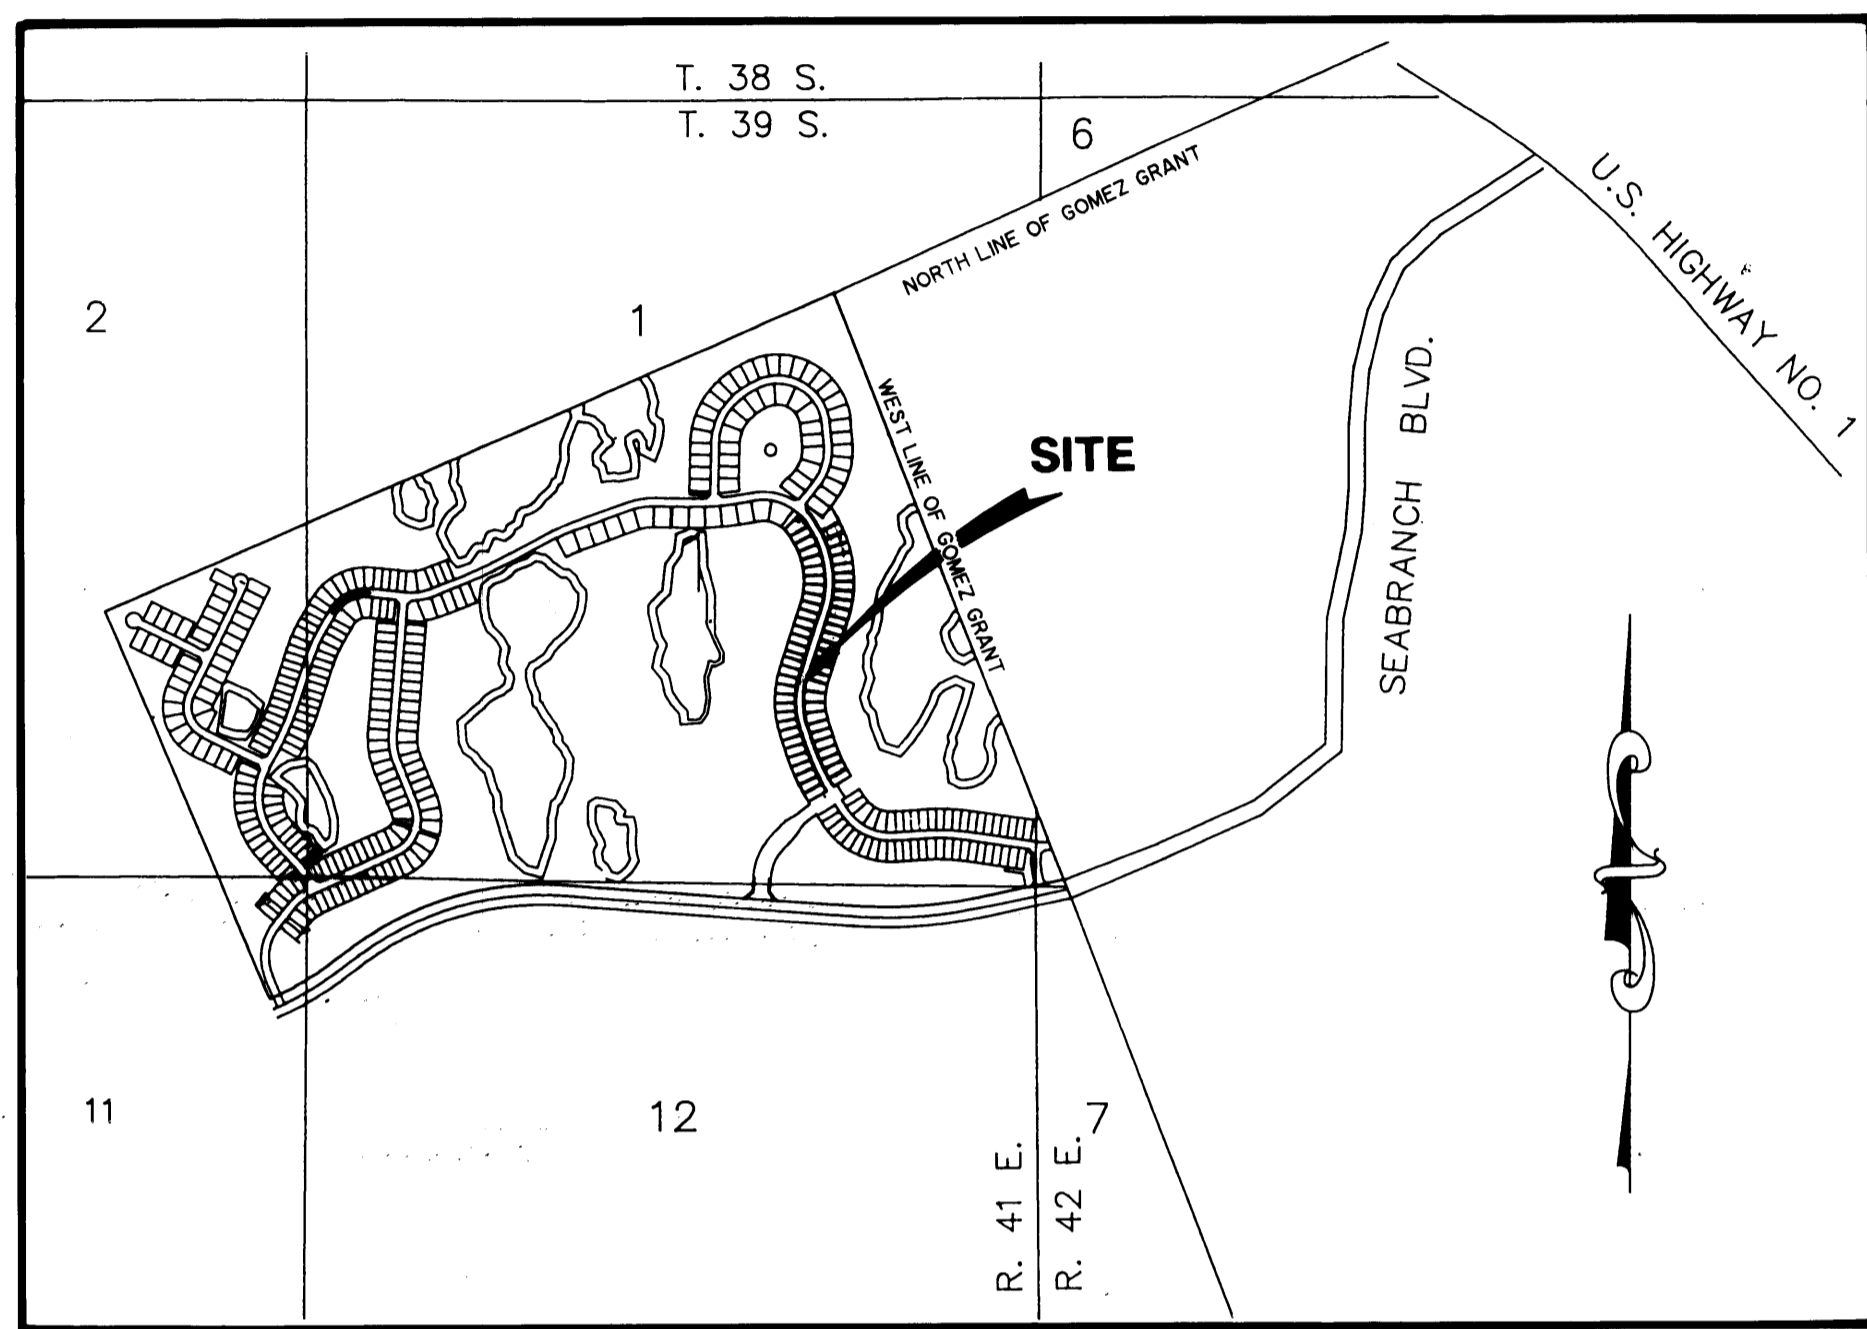 T. 38 S.
T. 39 S.
6
U.S. HIGHWAY NO. 1
NORTH LINE OF GOMEZ GRANT
2
1
WEST LINE OF GOMEZ GRANT
SITE
SEABRANCH BLVD.
11
12
7
R. 41 E.
R. 42 E.